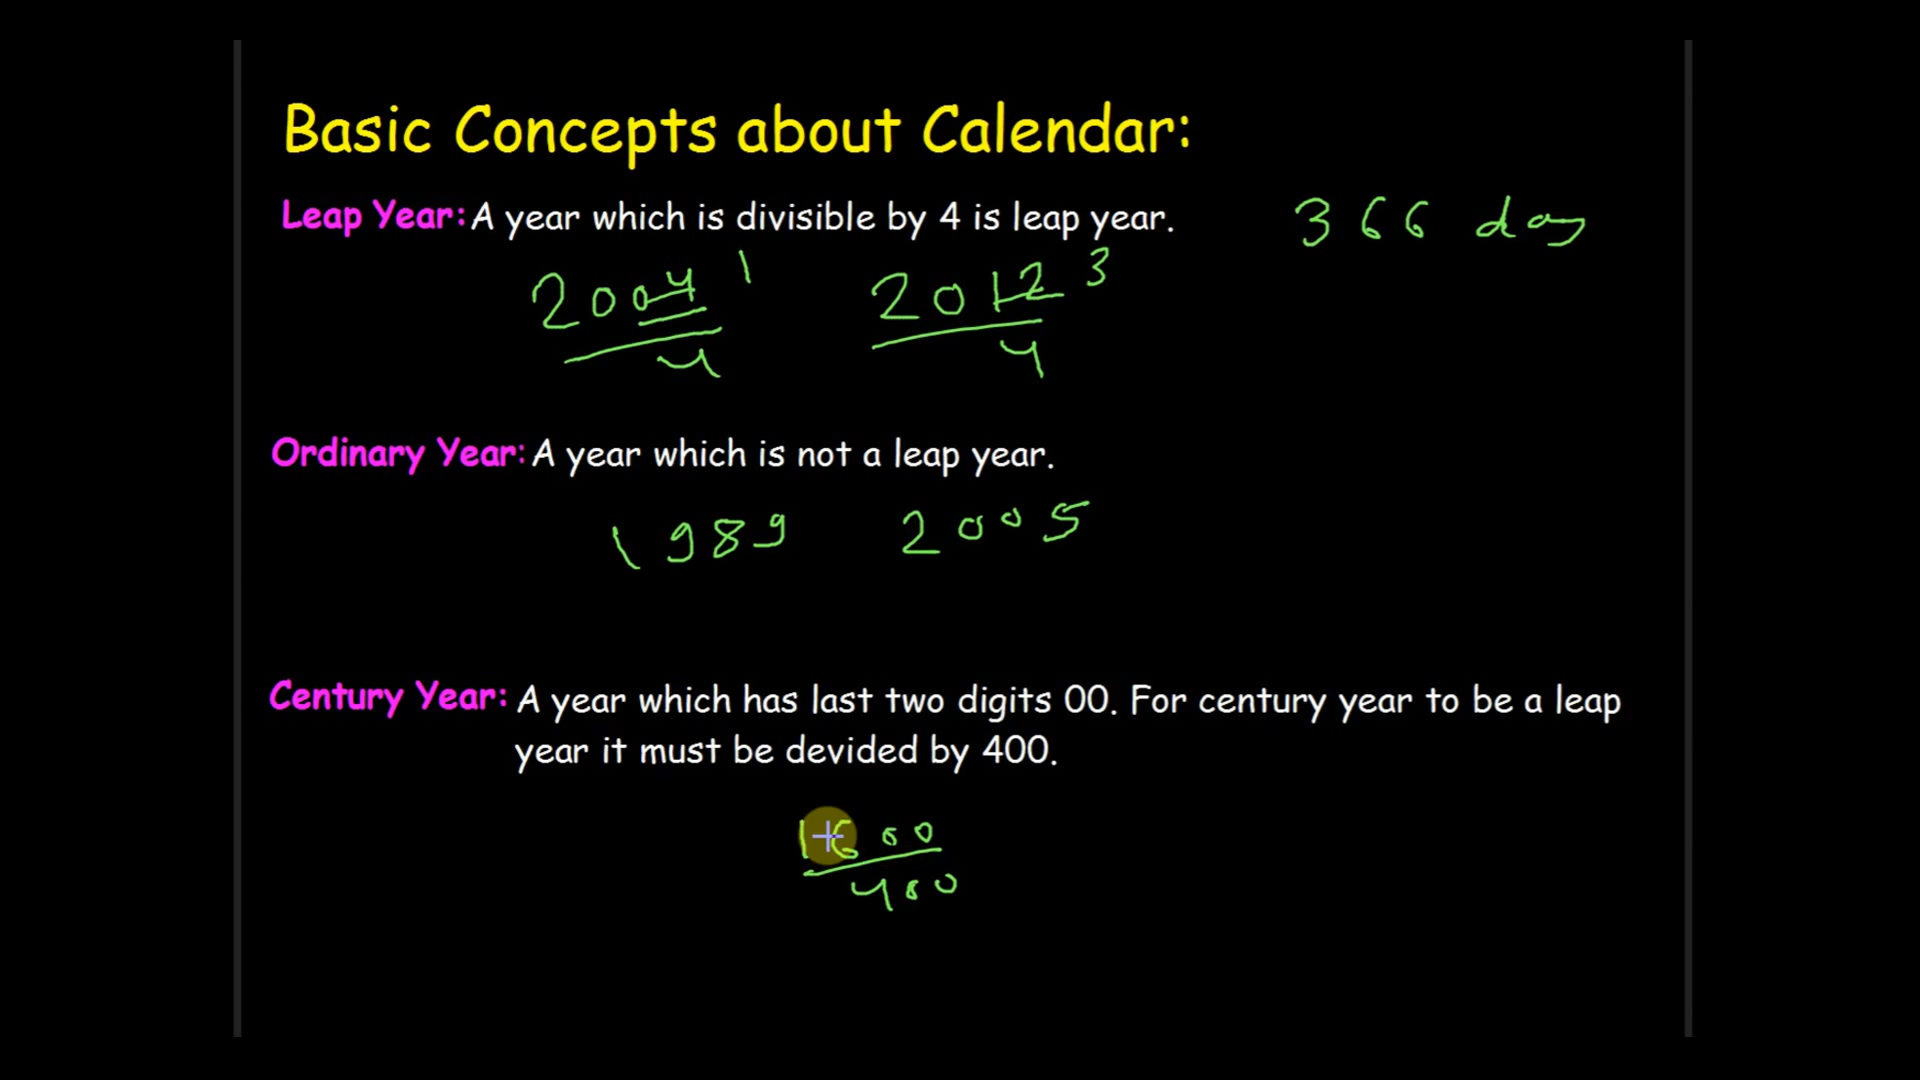 Basic Concepts about Calendar:
Leap Year: A year which is divisible by 4 is leap year. 366 day
2004 1 2012 3
4 4
Ordinary Year: A year which is not a leap year.
1989 2005
Century Year: A year which has last two digits 00. For century year to be a leap
year it must be devided by 400.
1600
400